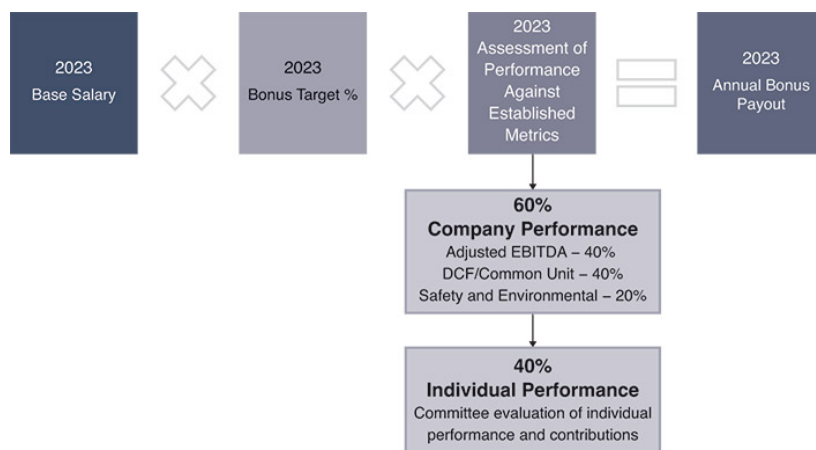 2023
Base Salary
2023
Bonus Target %
2023
Assessment of
Performance
Against
Established
Metrics
2023
Annual Bonus
Payout
60%
Company Performance
Adjusted EBITDA – 40%
DCF/Common Unit – 40%
Safety and Environmental – 20%
40%
Individual Performance
Committee evaluation of individual
performance and contributions